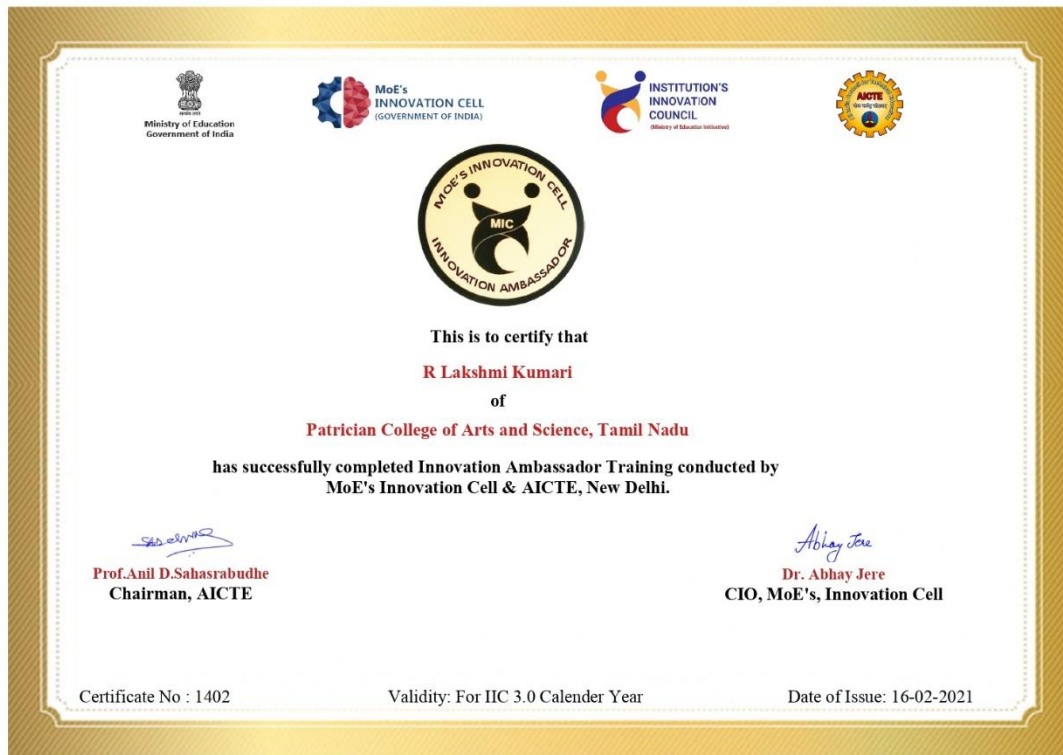 Ministry of Education
Government of India
MoE's
INNOVATION CELL
(GOVERNMENT OF INDIA)
INSTITUTION'S
INNOVATION
COUNCIL
(Ministry of Education Initiative)
AICTE
MOE'S INNOVATION CELL
MIC
INNOVATION AMBASSADOR
This is to certify that
R Lakshmi Kumari
of
Patrician College of Arts and Science, Tamil Nadu
has successfully completed Innovation Ambassador Training conducted by
MoE's Innovation Cell & AICTE, New Delhi.
Abhay Jere
Prof.Anil D.Sahasrabudhe
Chairman, AICTE
Dr. Abhay Jere
CIO, MoE's, Innovation Cell
Certificate No : 1402
Validity: For IIC 3.0 Calender Year
Date of Issue: 16-02-2021